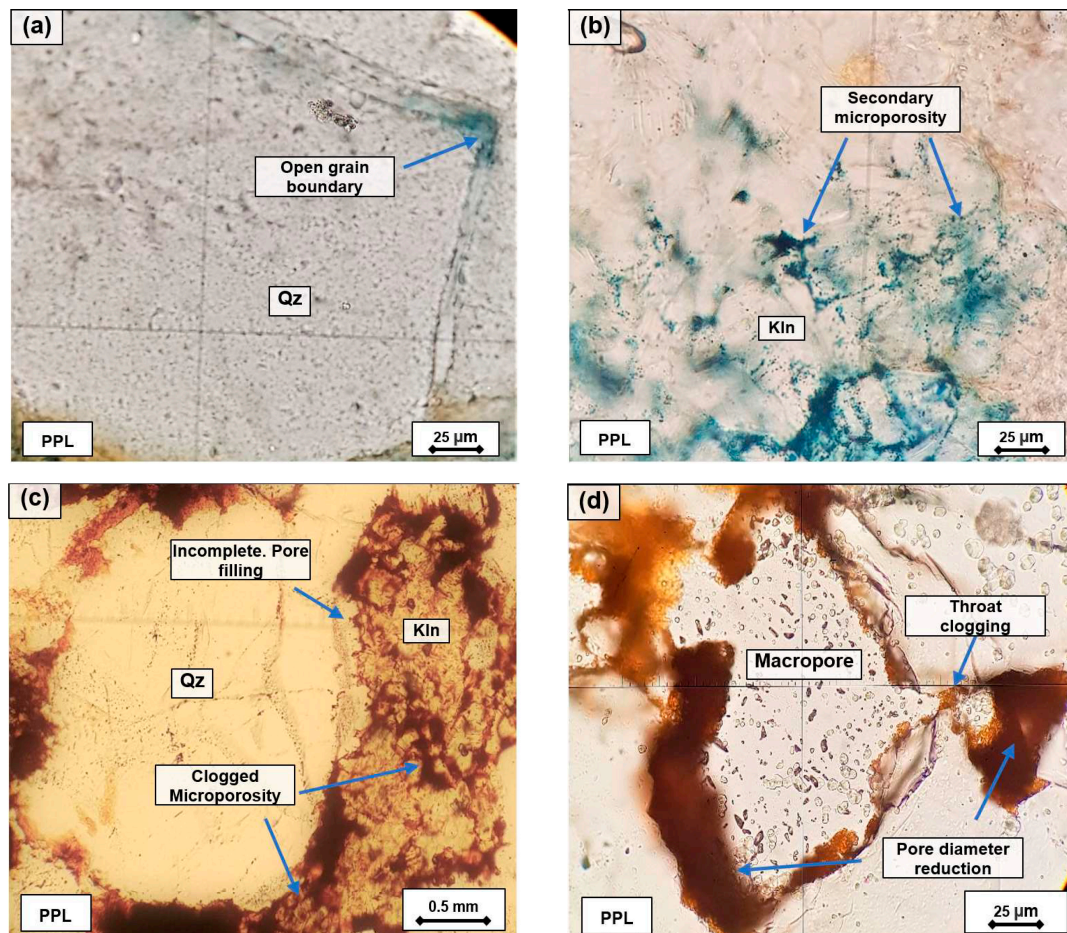 (a)
Open grain
boundary
Qz
PPL
25 µm
(b)
Secondary
microporosity
Kln
PPL
25 µm
(c)
Incomplete. Pore
filling
Kln
Qz
Clogged
Microporosity
PPL
0.5 mm
(d)
Throat
clogging
Macropore
Pore diameter
reduction
PPL
25 µm